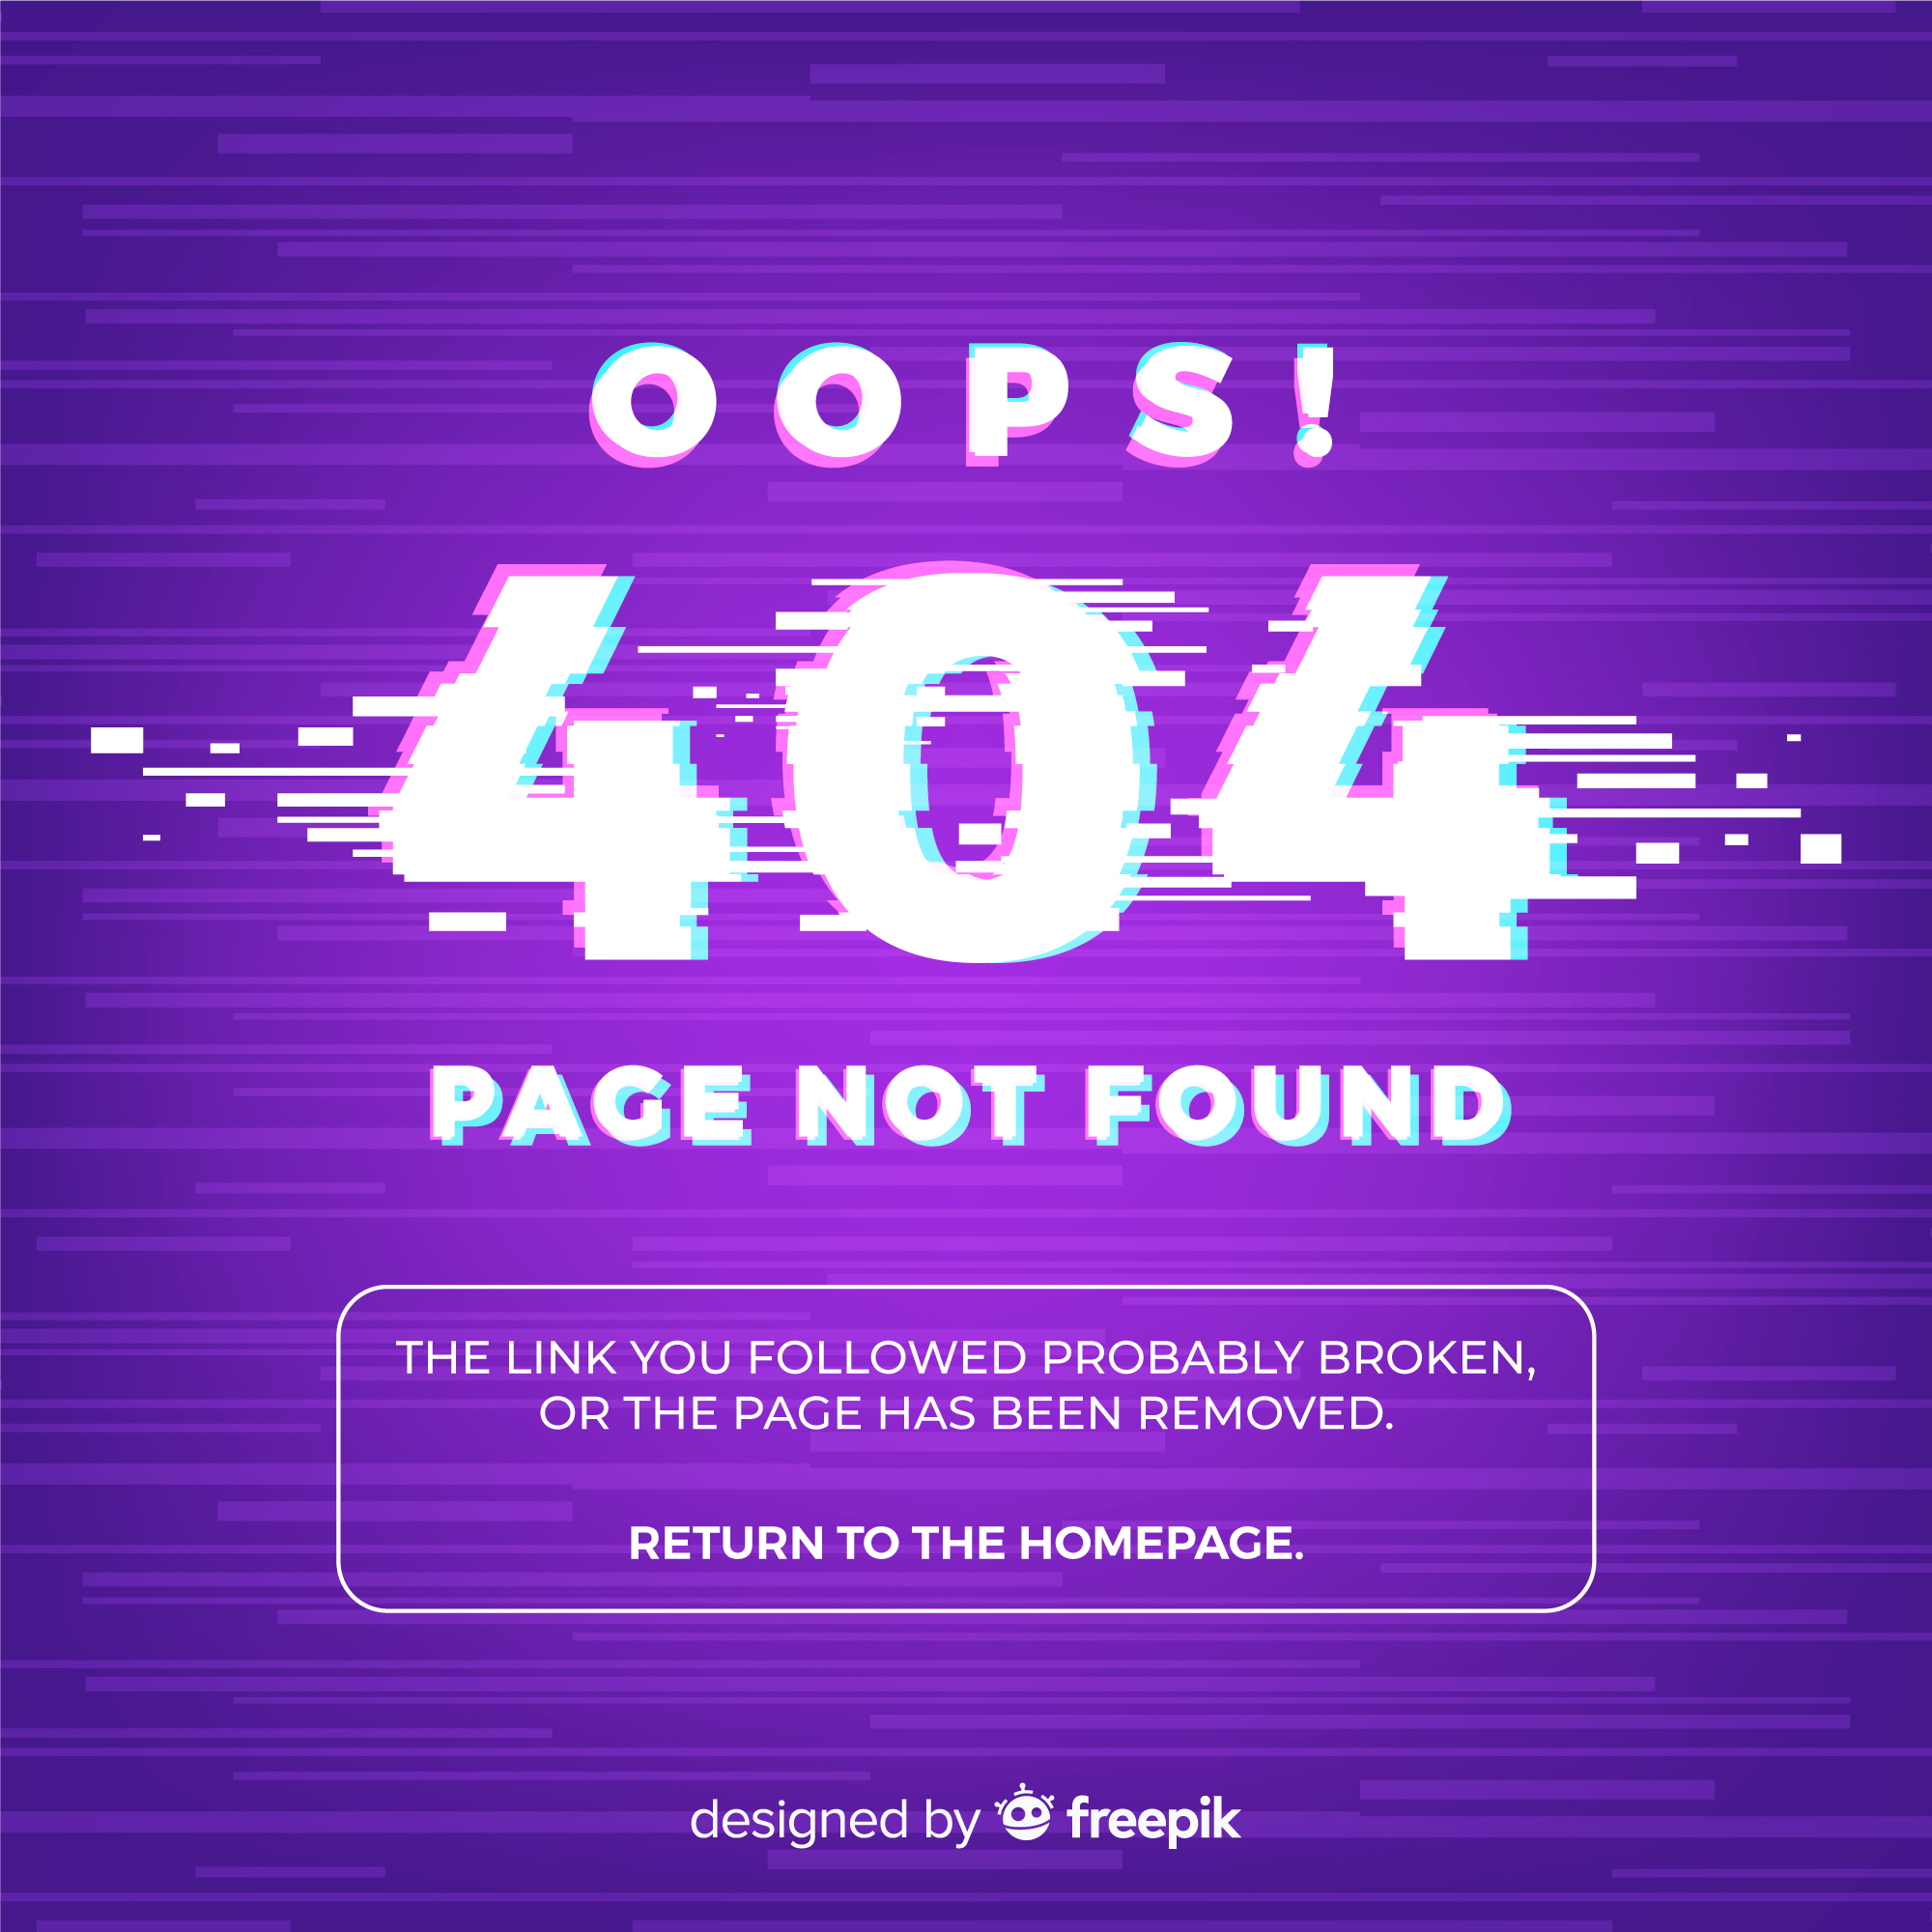 OOPS!
404
PAGE NOT FOUND
THE LINK YOU FOLLOWED PROBABLY BROKEN,
OR THE PAGE HAS BEEN REMOVED.
RETURN TO THE HOMEPAGE.
designed by freepik